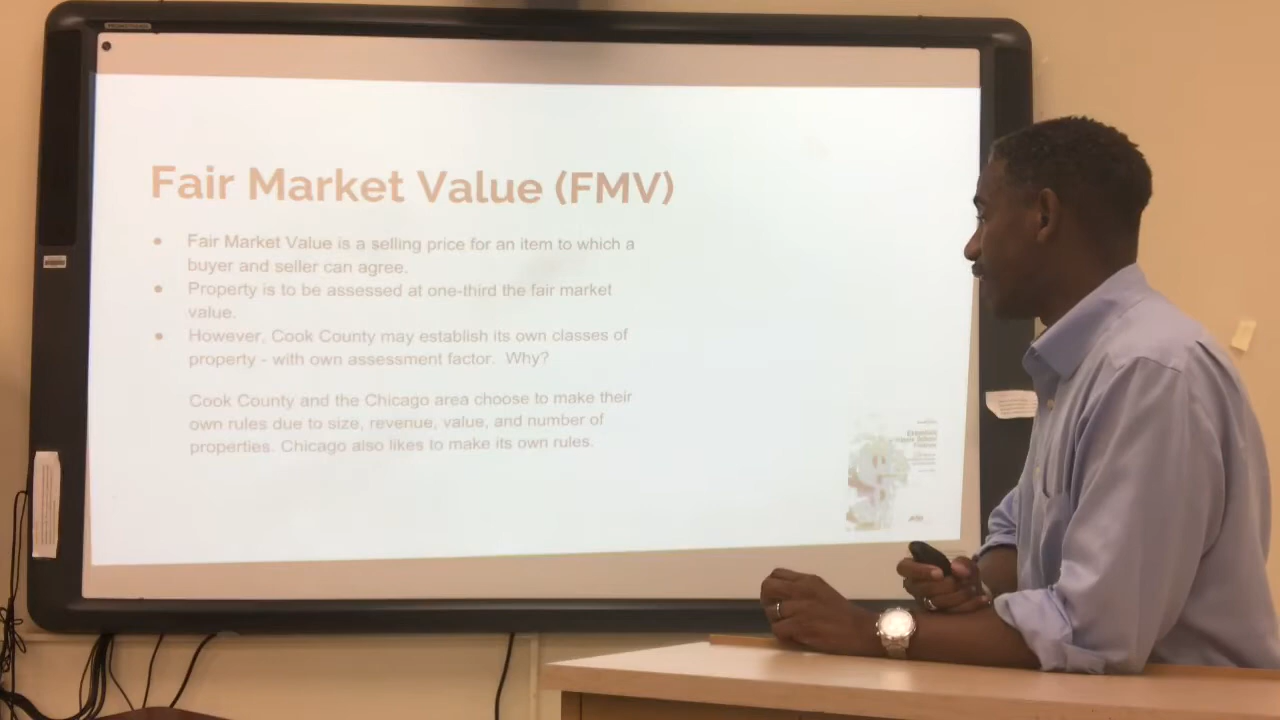 PROMETHEAN
Fair Market Value (FMV)
Fair Market Value is a selling price for an item to which a
buyer and seller can agree.
Property is to be assessed at one-third the fair market
value.
However, Cook County may establish its own classes of
property - with own assessment factor. Why?
Cook County and the Chicago area choose to make their
own rules due to size, revenue, value, and number of
properties. Chicago also likes to make its own rules.
Essentials